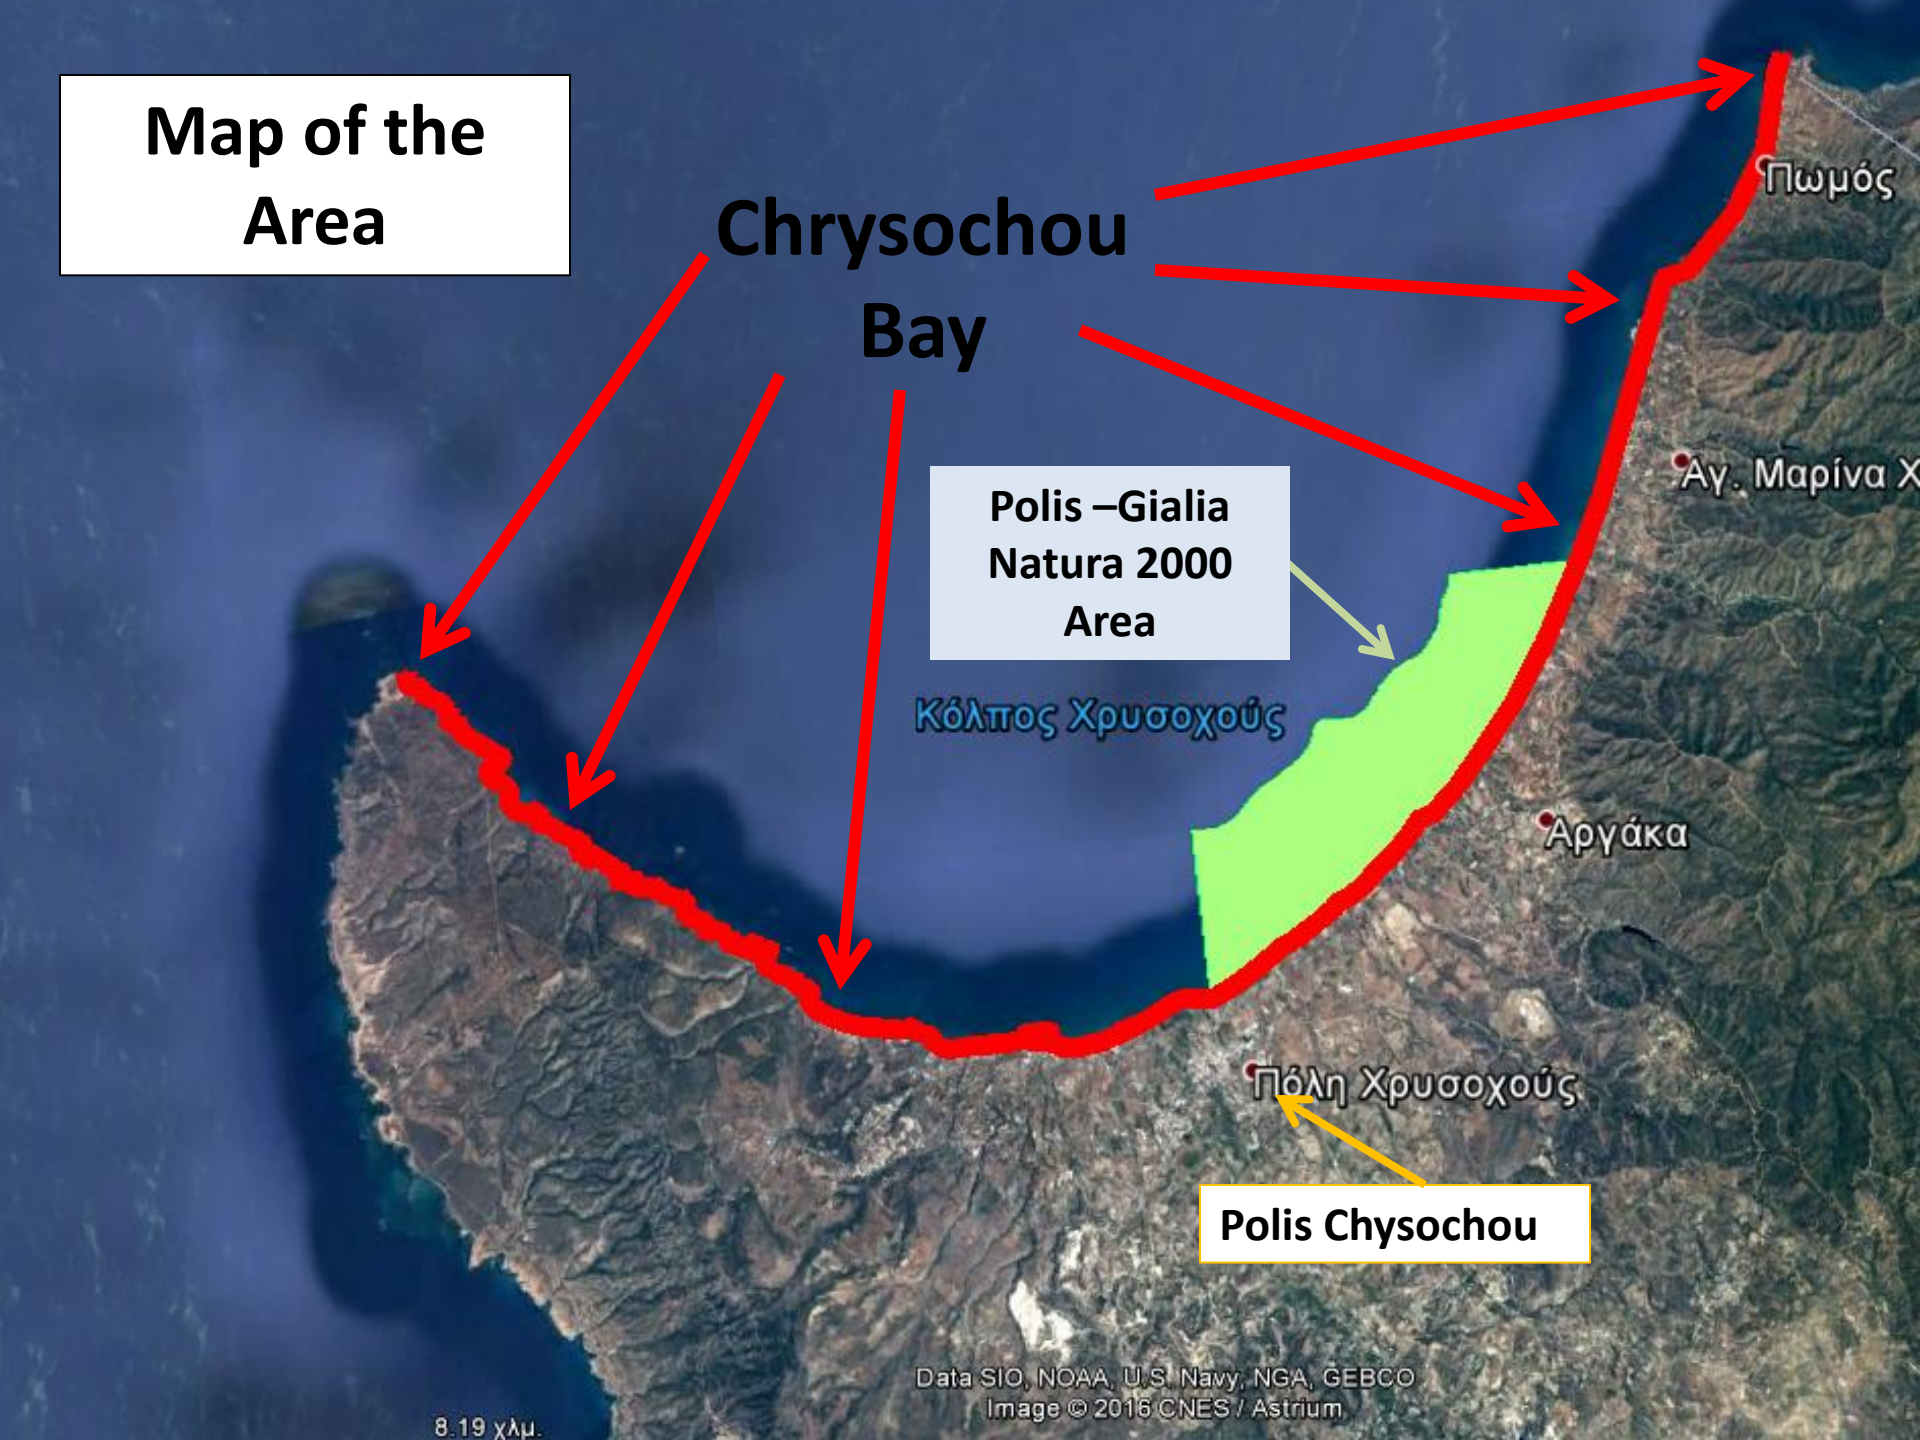 Map of the
Area
Chrysochou
Bay
Πωμός
Αγ. Μαρίνα Χ
Polis –Gialia
Natura 2000
Area
Κόλπος Χρυσοχούς
Αργάκα
Πόλη Χρυσοχούς
Polis Chysochou
Data SIO, NOAA, U.S. Navy, NGA, GEBCO
Image © 2016 CNES / Astrium
8.19 χλμ.